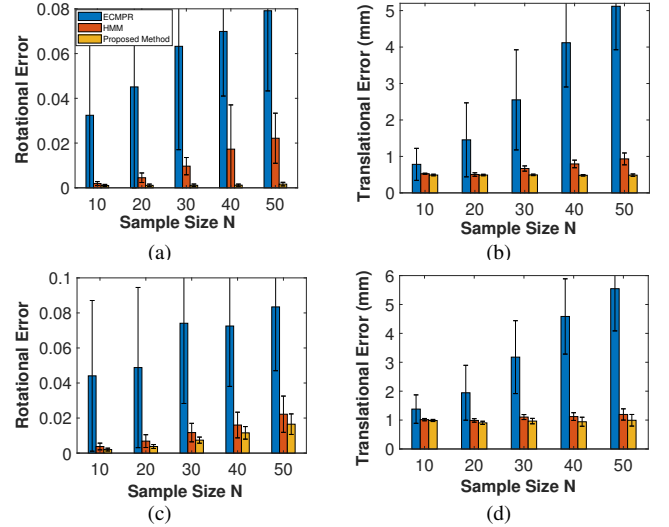 0.08
0.06
0.04
0.02
0
Rotational Error
ECMPR
HMM
Proposed Method
10 20 30 40 50
Sample Size N
(a)
5
4
3
2
1
0
Translational Error (mm)
10 20 30 40 50
Sample Size N
(b)
0.1
0.08
0.06
0.04
0.02
0
Rotational Error
10 20 30 40 50
Sample Size N
(c)
6
5
4
3
2
1
0
Translational Error (mm)
10 20 30 40 50
Sample Size N
(d)